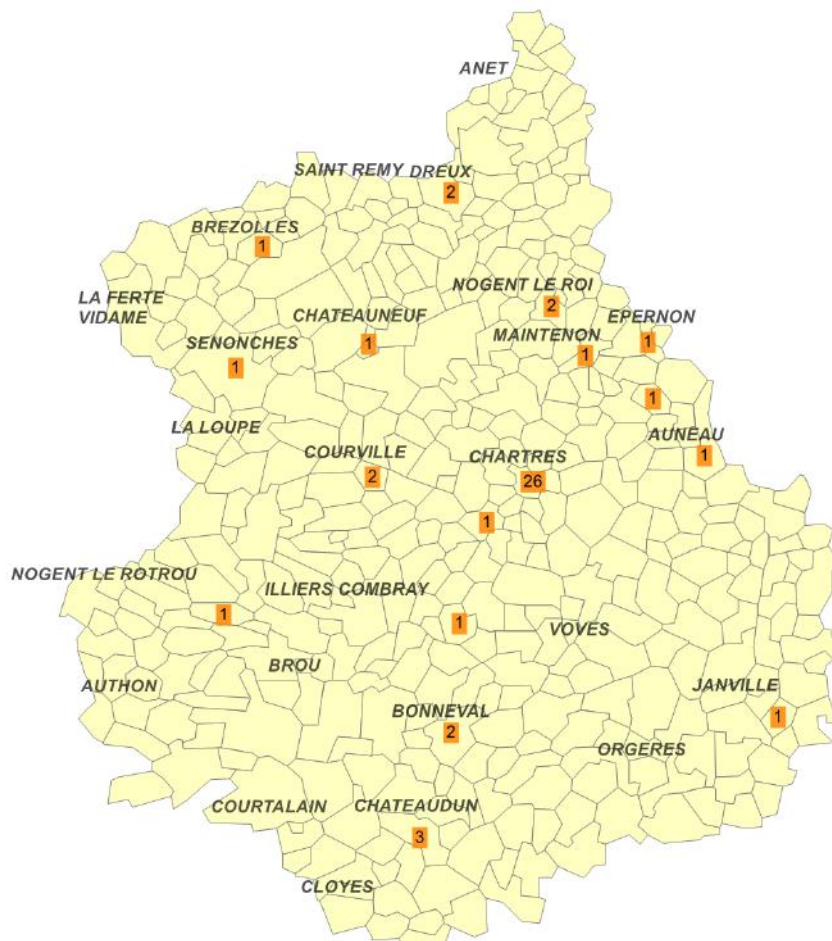 ANET
SAINT REMY DREUX
2
BREZOLLES
1
NOGENT LE ROI
2
LA FERTE
VIDAME
CHATEAUNEUF
1
EPERNON
1
MAINTENON
1
SENONCHES
1
1
LA LOUPE
AUNEAU
1
COURVILLE
2
CHARTRES
26
1
NOGENT LE ROTROU
1
ILLIERS COMBRAY
1
VOVES
BROU
AUTHON
JANVILLE
1
BONNEVAL
2
ORGERES
COURTALAIN
CHATEAUDUN
3
CLOYES